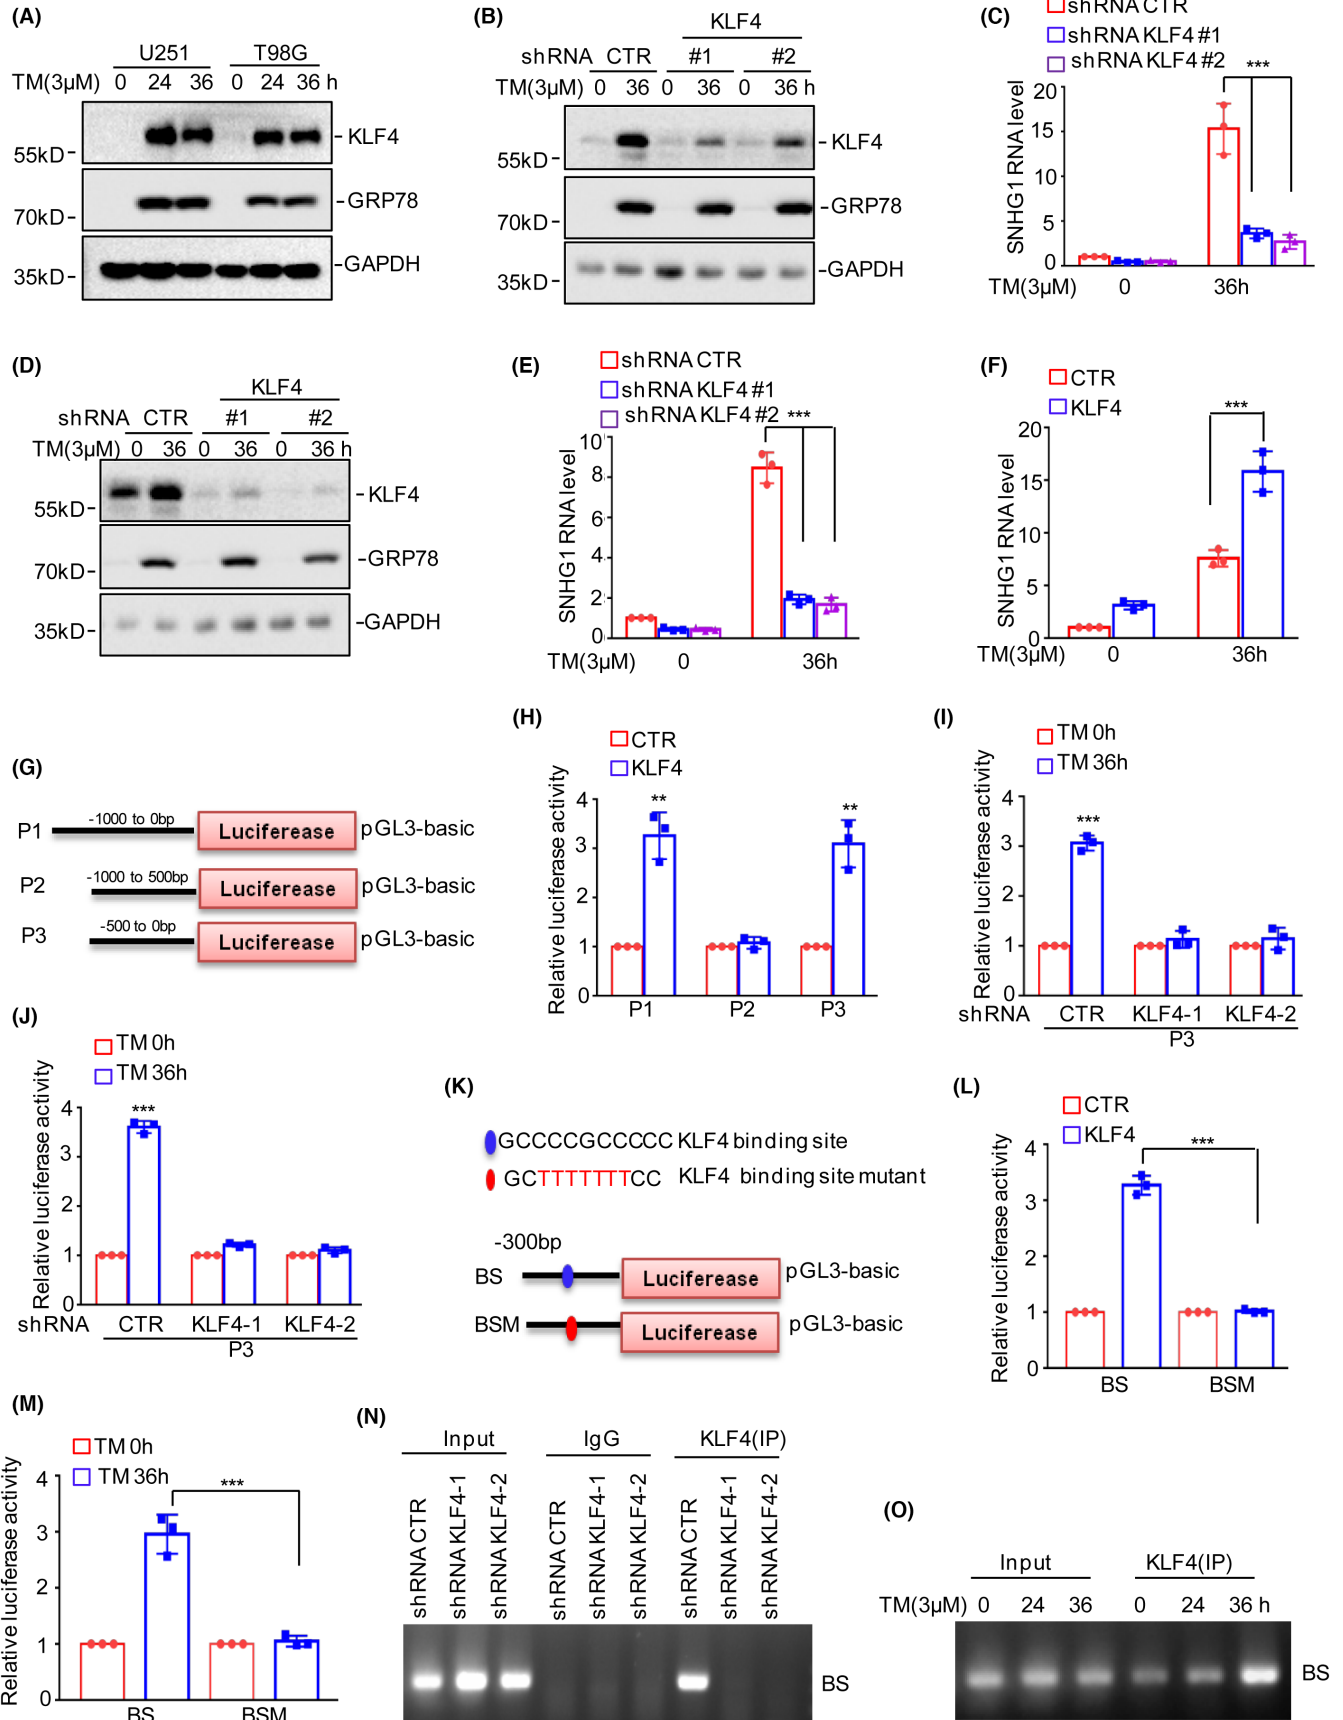 (A)
U251 T98G
TM(3μM) 0 24 36 0 24 36 h
KLF4
55kD
GRP78
70kD
GAPDH
35kD
(B)
KLF4
shRNA CTR #1 #2
TM(3μM) 0 36 0 36 0 36 h
KLF4
55kD
GRP78
70kD
GAPDH
35kD
(C)
shRNA CTR
shRNA KLF4 #1
shRNA KLF4 #2
***
SNHG1 RNA level
20
15
10
5
0
TM(3μM) 0 36h
(D)
KLF4
shRNA CTR #1 #2
TM(3μM) 0 36 0 36 0 36 h
KLF4
55kD
GRP78
70kD
GAPDH
35kD
(E)
shRNA CTR
shRNA KLF4 #1
shRNA KLF4 #2
***
SNHG1 RNA level
10
8
6
4
2
0
TM(3μM) 0 36h
(F)
CTR
KLF4
***
SNHG1 RNA level
20
15
10
5
0
TM(3μM) 0 36h
(G)
P1 -1000 to 0bp Luciferease pGL3-basic
P2 -1000 to 500bp Luciferease pGL3-basic
P3 -500 to 0bp Luciferease pGL3-basic
(H)
CTR
KLF4
Relative luciferase activity
4
3
2
1
0
** **
P1 P2 P3
(I)
TM 0h
TM 36h
Relative luciferase activity
4
3
2
1
0
***
shRNA CTR KLF4-1 KLF4-2
P3
(J)
TM 0h
TM 36h
Relative luciferase activity
4
3
2
1
0
***
shRNA CTR KLF4-1 KLF4-2
P3
(K)
GCCCCGCCCCC KLF4 binding site
GCTTTTTTTCC KLF4 binding site mutant
-300bp
BS Luciferease pGL3-basic
BSM Luciferease pGL3-basic
(L)
CTR
KLF4
***
Relative luciferase activity
4
3
2
1
0
BS BSM
(M)
TM 0h
TM 36h
***
Relative luciferase activity
4
3
2
1
0
BS BSM
(N)
Input IgG KLF4(IP)
shRNA CTR
shRNA KLF4-1
shRNA KLF4-2
shRNA CTR
shRNA KLF4-1
shRNA KLF4-2
shRNA CTR
shRNA KLF4-1
shRNA KLF4-2
BS
(O)
Input KLF4(IP)
TM(3μM) 0 24 36 0 24 36 h
BS